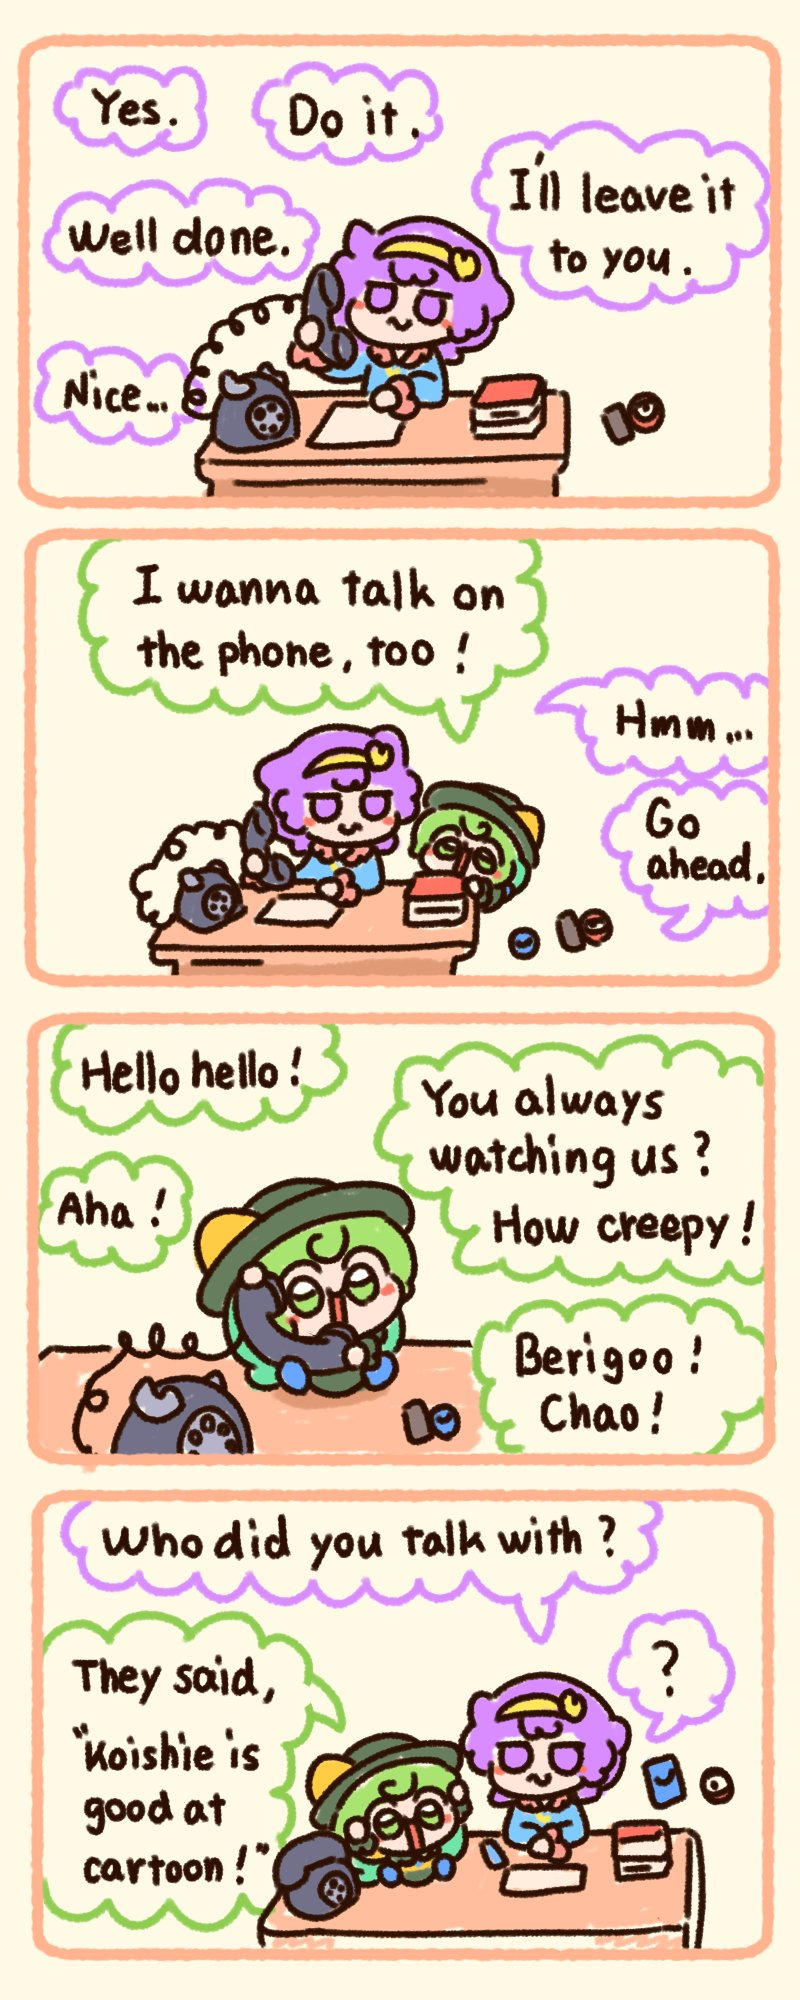 Yes.
Do it.
I'll leave it
to you.
Well done.
Nice...
I wanna talk on
the phone, too!
Hmm...
Go
ahead.
Hello hello!
You always
watching us?
How creepy!
Aha!
Berigoo!
Chao!
Who did you talk with?
?
They said,
"Koishie is
good at
cartoon!"